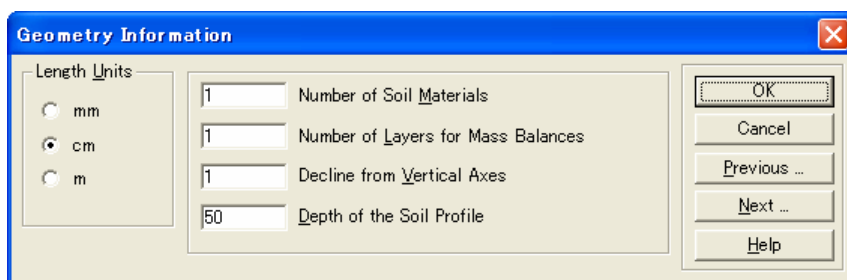 Geometry Information
Length Units
mm
cm
m
1 Number of Soil Materials
1 Number of Layers for Mass Balances
1 Decline from Vertical Axes
50 Depth of the Soil Profile
OK
Cancel
Previous ...
Next ...
Help